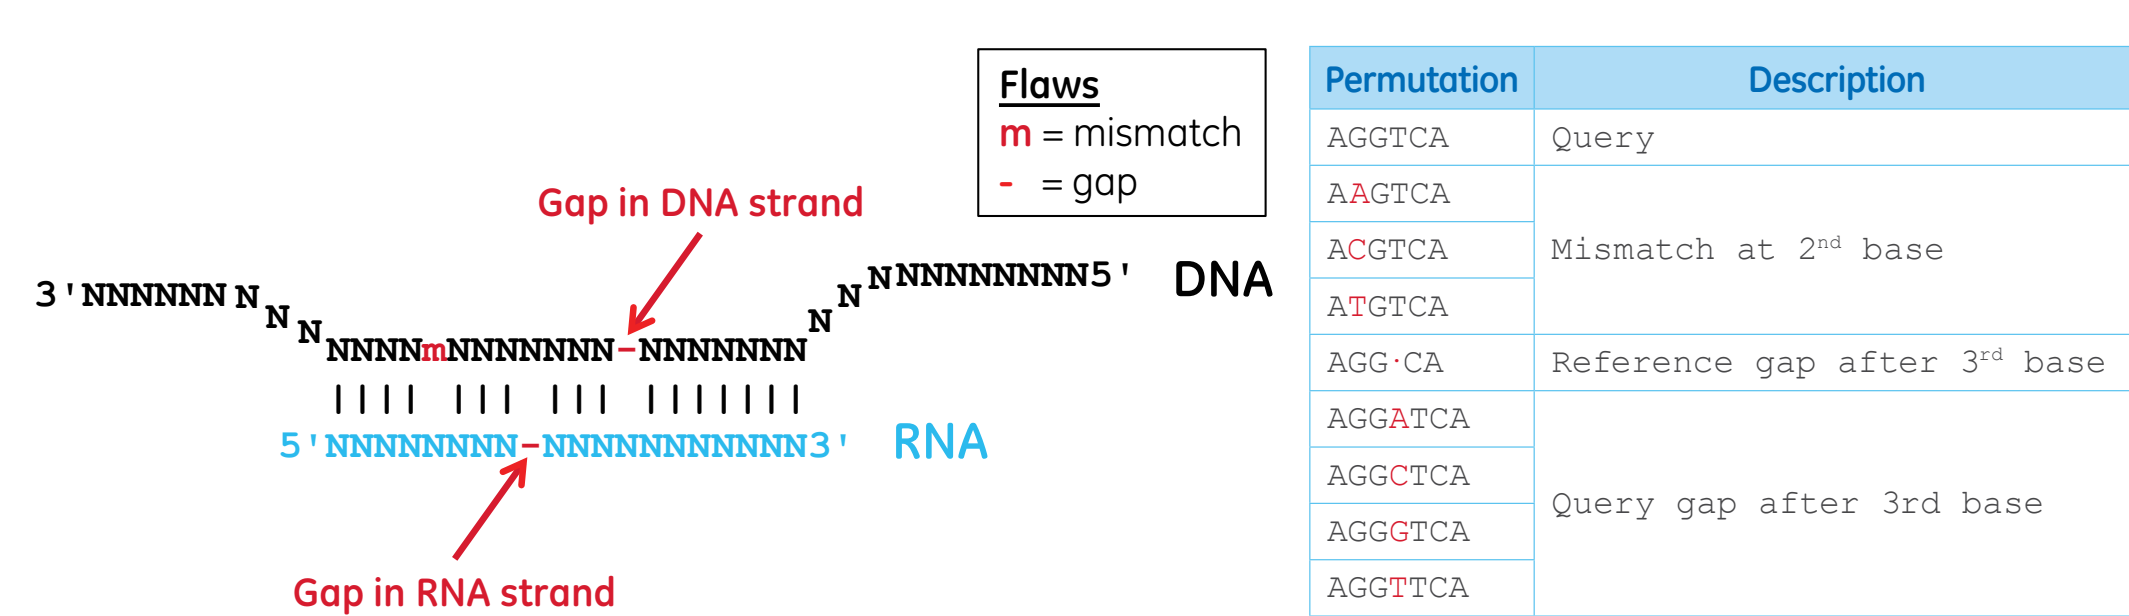 Flaws
m = mismatch
- = gap
Gap in DNA strand
3'NNNNNN N N N NNNNmNNNNNNN-NNNNNNN N N N NNNNNNNN5' DNA
5'NNNNNNNN-NNNNNNNNNNN3' RNA
Gap in RNA strand
Permutation Description
AGGTCA Query
AAGTCA
ACGTCA Mismatch at 2nd base
ATGTCA
AGG·CA Reference gap after 3rd base
AGGATCA
AGGCTCA
Query gap after 3rd base
AGGGTCA
AGGTTCA